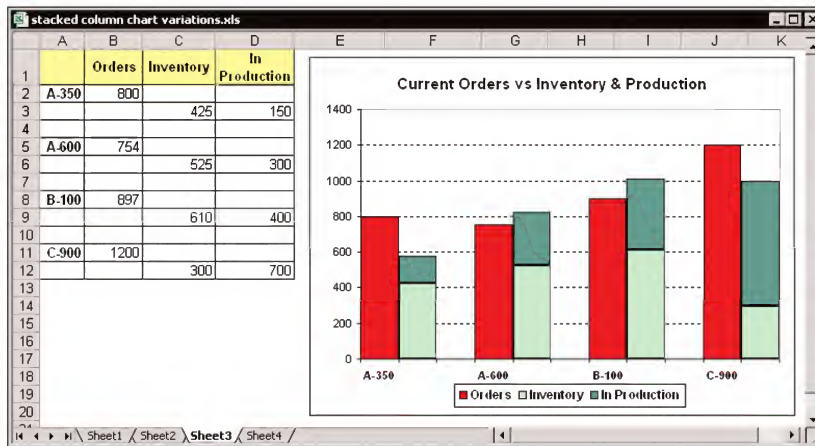 stacked column chart variations.xls
A B C D E F G H I J K
1 Orders Inventory In Production
2 A-350 800
3 425 150
4
5 A-600 754
6 525 300
7
8 B-100 897
9 610 400
10
11 C-900 1200
12 300 700
13
14
15
16
17
18
19
20
Current Orders vs Inventory & Production
1400
1200
1000
800
600
400
200
0
A-350 A-600 B-100 C-900
Orders Inventory In Production
Sheet1 Sheet2 Sheet3 Sheet4